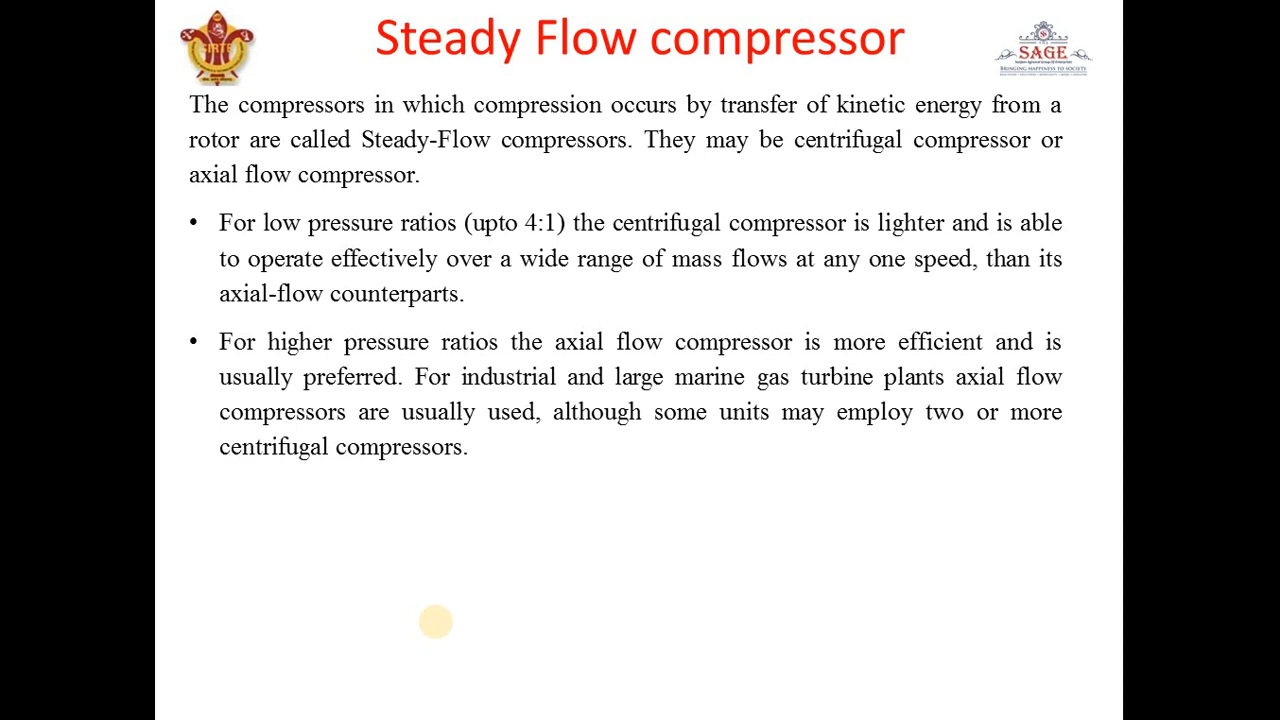 Steady Flow compressor
SIRTE
SAGE
BRINGING HAPPINESS TO SOCIETY
The compressors in which compression occurs by transfer of kinetic energy from a
rotor are called Steady-Flow compressors. They may be centrifugal compressor or
axial flow compressor.
• For low pressure ratios (upto 4:1) the centrifugal compressor is lighter and is able
to operate effectively over a wide range of mass flows at any one speed, than its
axial-flow counterparts.
• For higher pressure ratios the axial flow compressor is more efficient and is
usually preferred. For industrial and large marine gas turbine plants axial flow
compressors are usually used, although some units may employ two or more
centrifugal compressors.